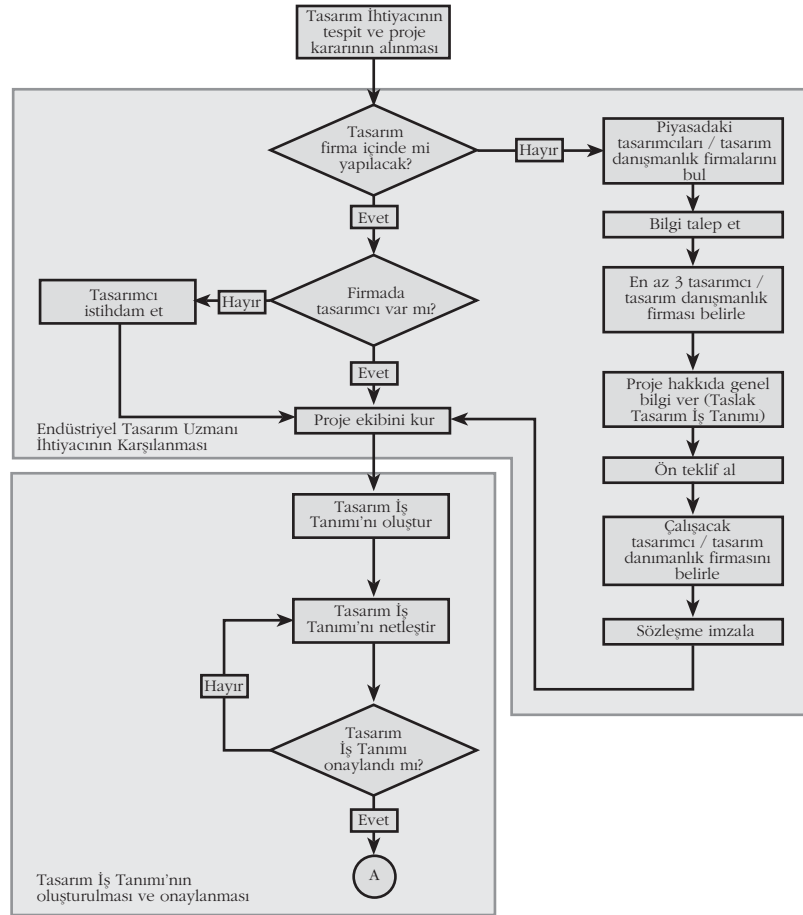 Tasarım İhtiyacının
tespit ve proje
kararının alınması
Tasarım
firma içinde mi
yapılacak?
Hayır
Piyasadaki
tasarımcıları / tasarım
danışmanlık firmalarını
bul
Evet
Bilgi talep et
Firmada
tasarımcı var mı?
Hayır
Tasarımcı
istihdam et
En az 3 tasarımcı /
tasarım danışmanlık
firması belirle
Evet
Proje hakkıda genel
bilgi ver (Taslak
Tasarım İş Tanımı)
Proje ekibini kur
Endüstriyel Tasarım Uzmanı
İhtiyacının Karşılanması
Ön teklif al
Tasarım İş
Tanımı’nı oluştur
Çalışacak
tasarımcı / tasarım
danımanlık firmasını
belirle
Tasarım İş
Tanımı’nı netleştir
Sözleşme imzala
Hayır
Tasarım
İş Tanımı
onaylandı mı?
Evet
A
Tasarım İş Tanımı’nın
oluşturulması ve onaylanması